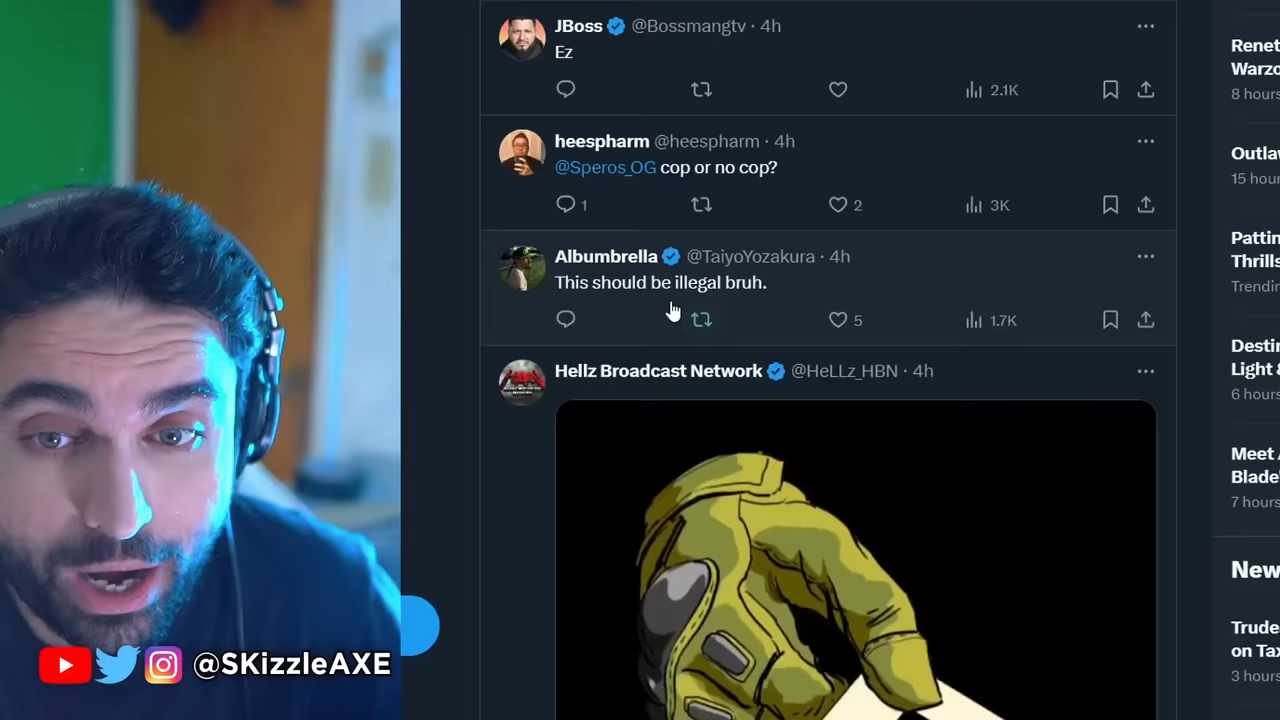 JBoss @Bossmangtv · 4h
Ez
2.1K
heespharm @heespharm · 4h
@Speros_OG cop or no cop?
1 2 3K
Albumbrella @TaiyoYozakura · 4h
This should be illegal bruh.
5 1.7K
Hellz Broadcast Network @HeLLz_HBN · 4h
@SKizzleAXE
Renet
Warzo
8 hours
Outlaw
15 hour
Pattin
Thrills
Trendin
Destin
Light &
6 hours
Meet A
Blade'
7 hours
New
Trude
on Tax
3 hours